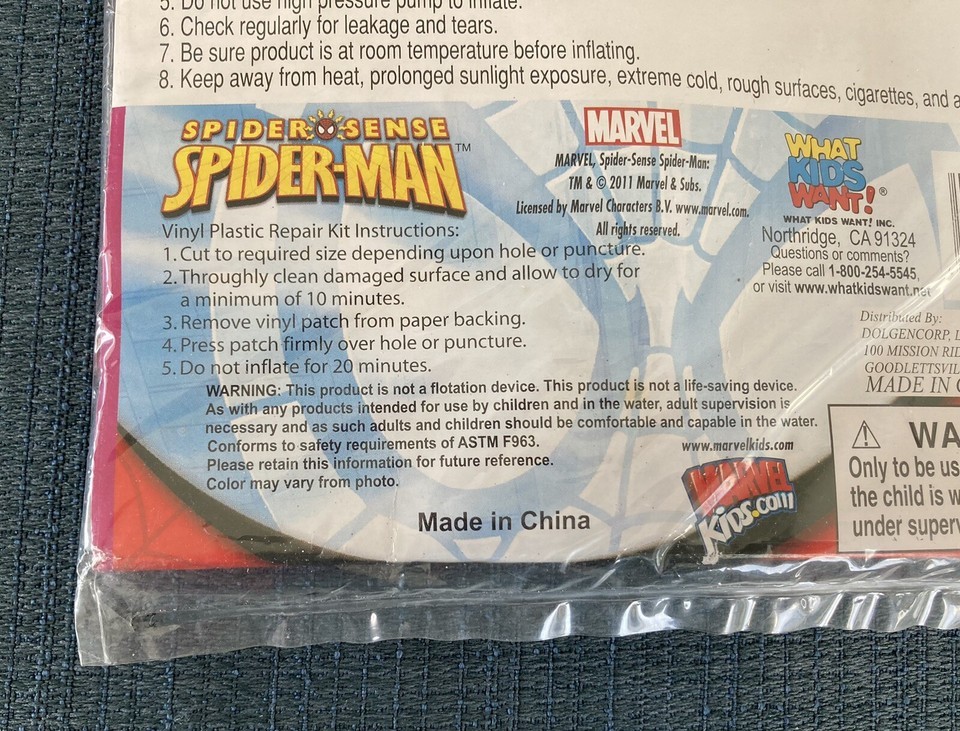 5. Do not use high pressure pump to inflate.
6. Check regularly for leakage and tears.
7. Be sure product is at room temperature before inflating.
8. Keep away from heat, prolonged sunlight exposure, extreme cold, rough surfaces, cigarettes, and
SPIDER SENSE
SPIDER-MAN™
Vinyl Plastic Repair Kit Instructions:
1. Cut to required size depending upon hole or puncture.
2. Throughly clean damaged surface and allow to dry for
a minimum of 10 minutes.
3. Remove vinyl patch from paper backing.
4. Press patch firmly over hole or puncture.
5. Do not inflate for 20 minutes.
WARNING: This product is not a flotation device. This product is not a life-saving device.
As with any products intended for use by children and in the water, adult supervision is
necessary and as such adults and children should be comfortable and capable in the water.
Conforms to safety requirements of ASTM F963.
Please retain this information for future reference.
Color may vary from photo.
Made in China
MARVEL
MARVEL, Spider-Sense Spider-Man:
TM & © 2011 Marvel & Subs.
Licensed by Marvel Characters B.V. www.marvel.com.
All rights reserved.
WHAT
KIDS
WANT!®
WHAT KIDS WANT! INC.
Northridge, CA 91324
Questions or comments?
Please call 1-800-254-5545,
or visit www.whatkidswant.net
Distributed By:
DOLGENCORP,
100 MISSION
MADE IN
www.marvelkids.com
MARVEL
KiDS.com
Only to be
the child is
under